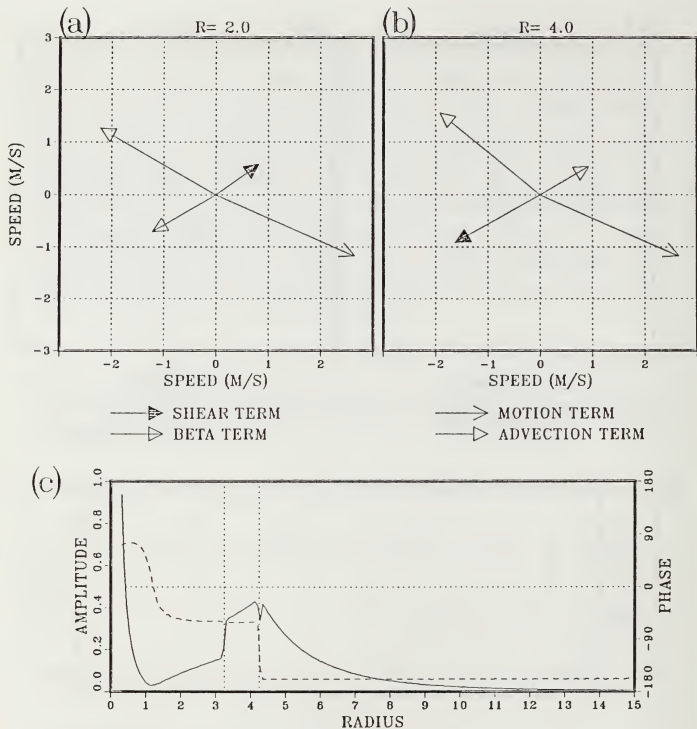 (a) R= 2.0
(b) R= 4.0
SPEED (M/S)
3
2
1
0
−1
−2
−3
−2 −1 0 1 2
−2 −1 0 1 2
SPEED (M/S) SPEED (M/S)
SHEAR TERM MOTION TERM
BETA TERM ADVECTION TERM
(c)
AMPLITUDE
1.0
0.8
0.6
0.4
0.2
0.0
PHASE
180
90
0
-90
-180
0 1 2 3 4 5 6 7 8 9 10 11 12 13 14 15
RADIUS